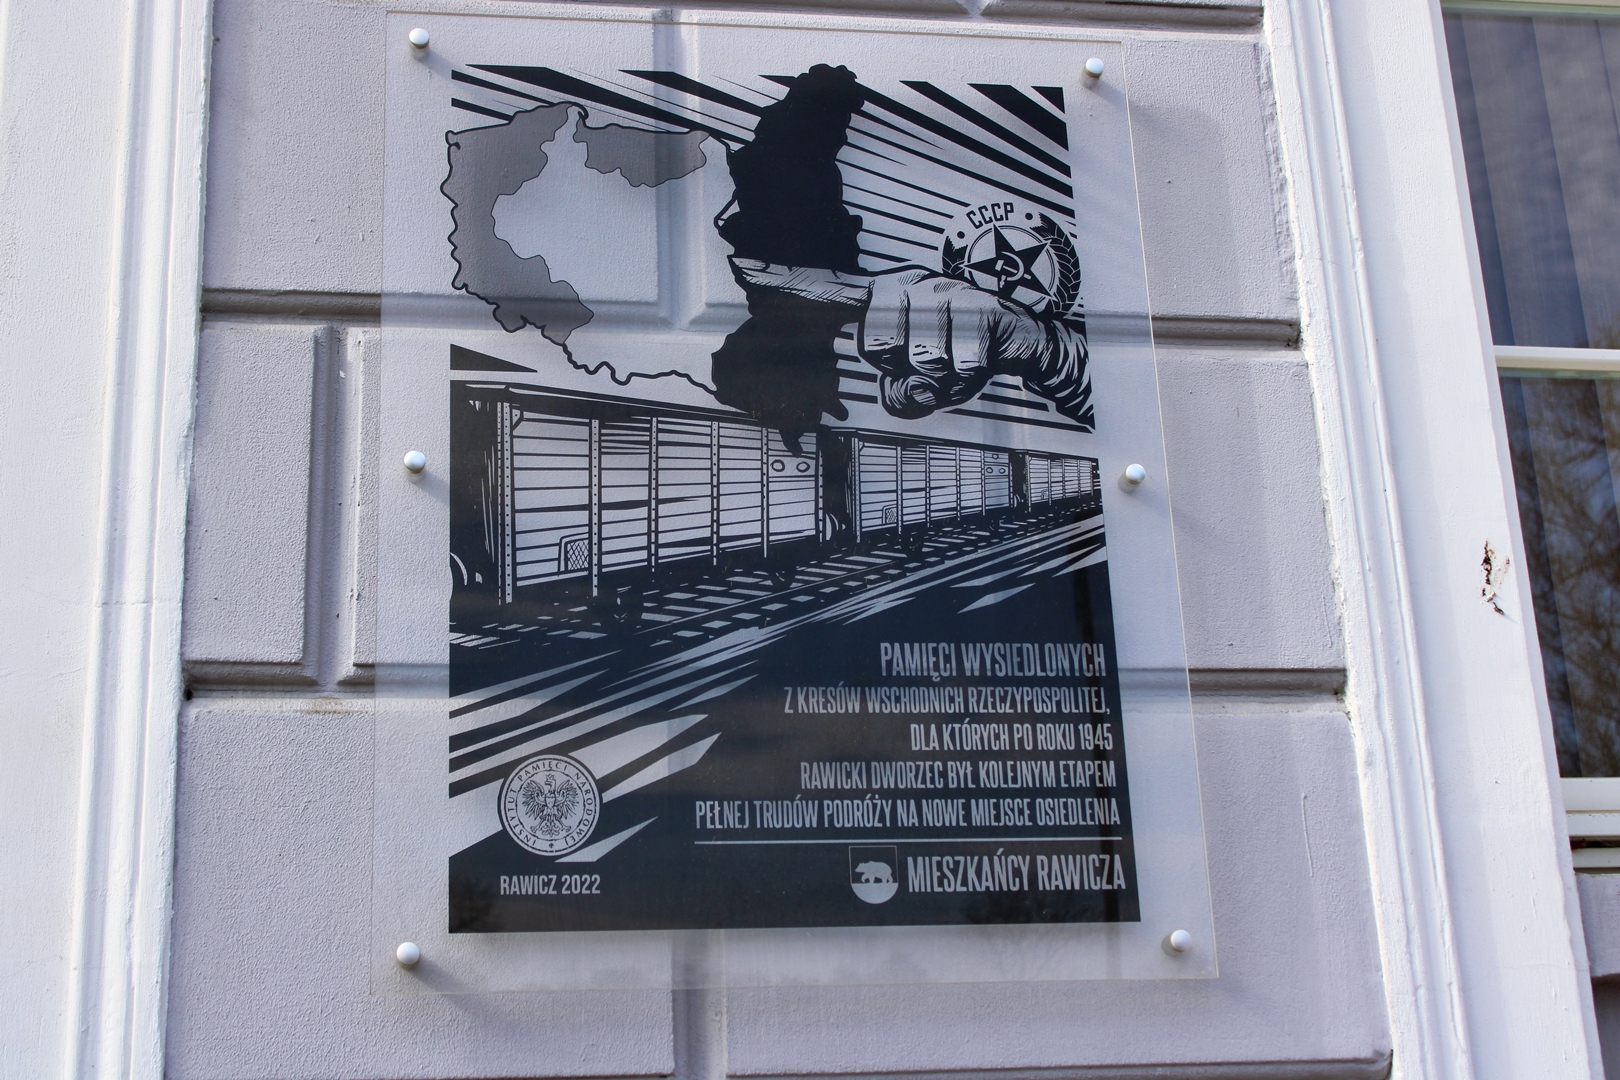 CCCP
PAMIĘCI WYSIEDLONYCH
Z KRESÓW WSCHODNICH RZECZYPOSPOLITEJ,
DLA KTÓRYCH PO ROKU 1945
RAWICKI DWORZEC BYŁ KOLEJNYM ETAPEM
PEŁNEJ TRUDÓW PODRÓŻY NA NOWE MIEJSCE OSIEDLENIA
MIESZKAŃCY RAWICZA
INSTYTUT PAMIĘCI NARODOWEJ
RAWICZ 2022